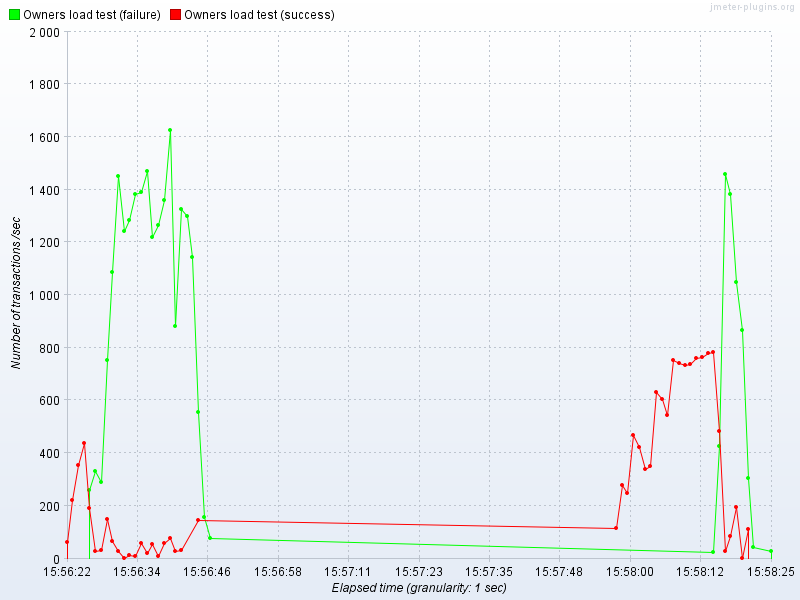 jmeter-plugins.org
Owners load test (failure) Owners load test (success)
2 000
1 800
1 600
1 400
1 200
1 000
800
600
400
200
0
Number of transactions /sec
15:56:22 15:56:34 15:56:46 15:56:58 15:57:11 15:57:23 15:57:35 15:57:48 15:58:00 15:58:12 15:58:25
Elapsed time (granularity: 1 sec)